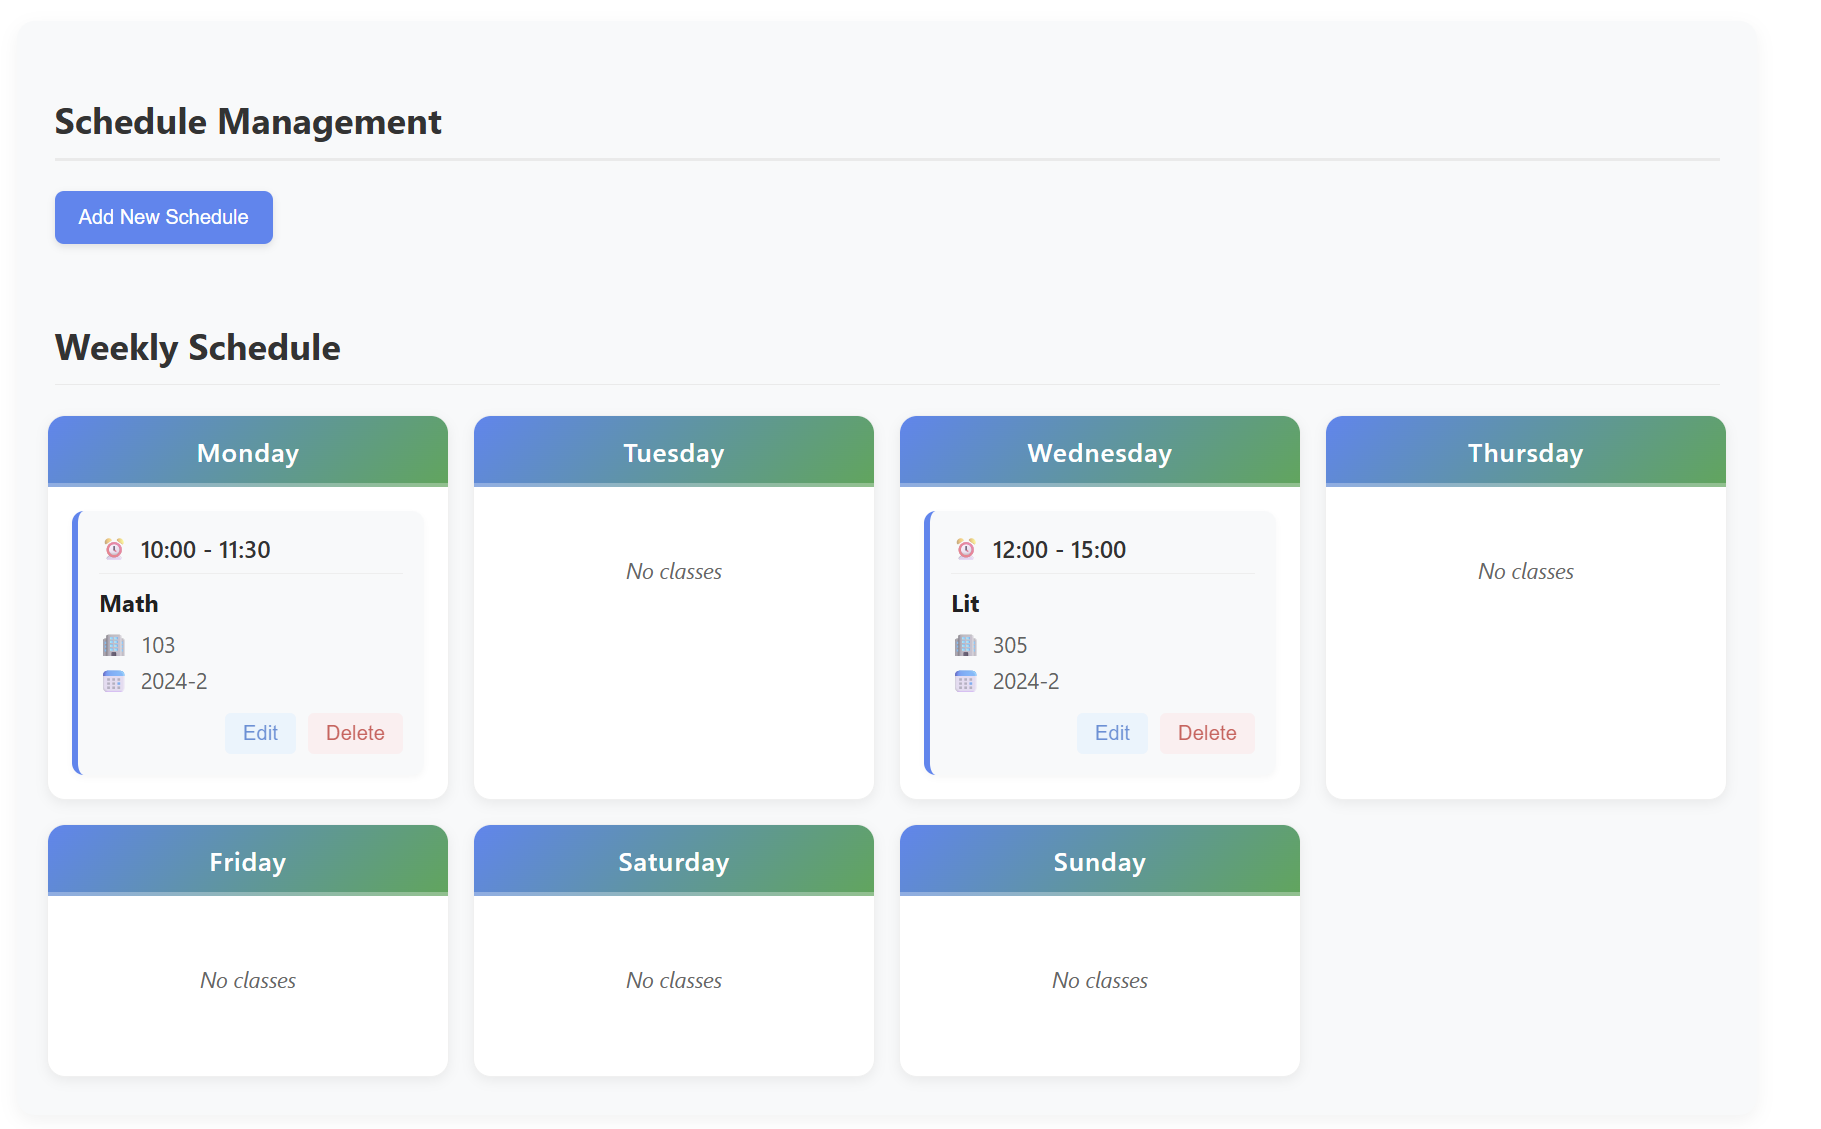 Schedule Management
Add New Schedule
Weekly Schedule
Monday
10:00 - 11:30
Math
103
2024-2
Edit Delete
Tuesday
No classes
Wednesday
12:00 - 15:00
Lit
305
2024-2
Edit Delete
Thursday
No classes
Friday
No classes
Saturday
No classes
Sunday
No classes